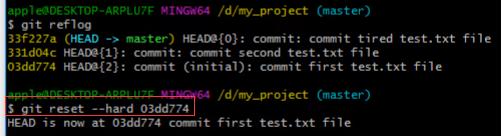 apple@DESKTOP-ARPLU7F MINGW64 /d/my_project (master)
$ git reflog
33f227a (HEAD -> master) HEAD@{0}: commit: commit tired test.txt file
331d04c HEAD@{1}: commit: commit second test.txt file
03dd774 HEAD@{2}: commit (initial): commit first test.txt file
apple@DESKTOP-ARPLU7F MINGW64 /d/my_project (master)
$ git reset --hard 03dd774
HEAD is now at 03dd774 commit first test.txt file